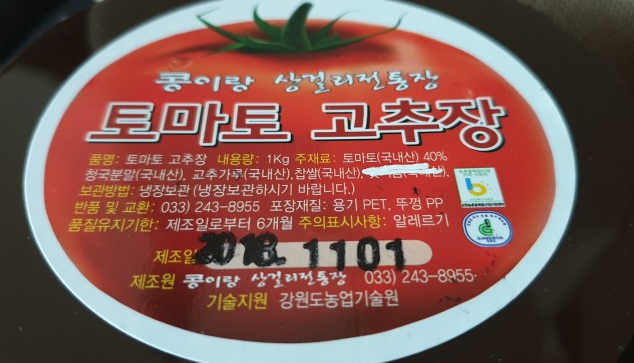 콩이랑 상걸리전통장
토마토 고추장
품명: 토마토 고추장 내용량: 1Kg 주재료: 토마토(국내산) 40%
청국분말(국내산), 고추가루(국내산),찹쌀(국내산),
보관방법: 냉장보관 (냉장보관하시기 바랍니다.)
반품 및 교환: 033) 243-8955 포장재질: 용기 PET, 뚜껑 PP
품질유지기한: 제조일로부터 6개월 주의표시사항: 알레르기
제조일 2018.1101
제조원 콩이랑 상걸리전통장 033) 243-8955·
기술지원 강원도농업기술원